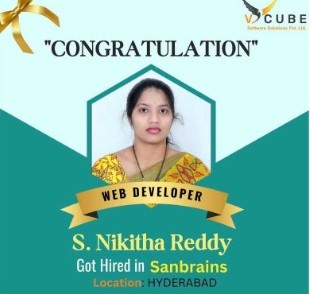 V CUBE
Software Solutions Pvt. Ltd.
"CONGRATULATION"
WEB DEVELOPER
S. Nikitha Reddy
Got Hired in Sanbrains
Location: HYDERABAD